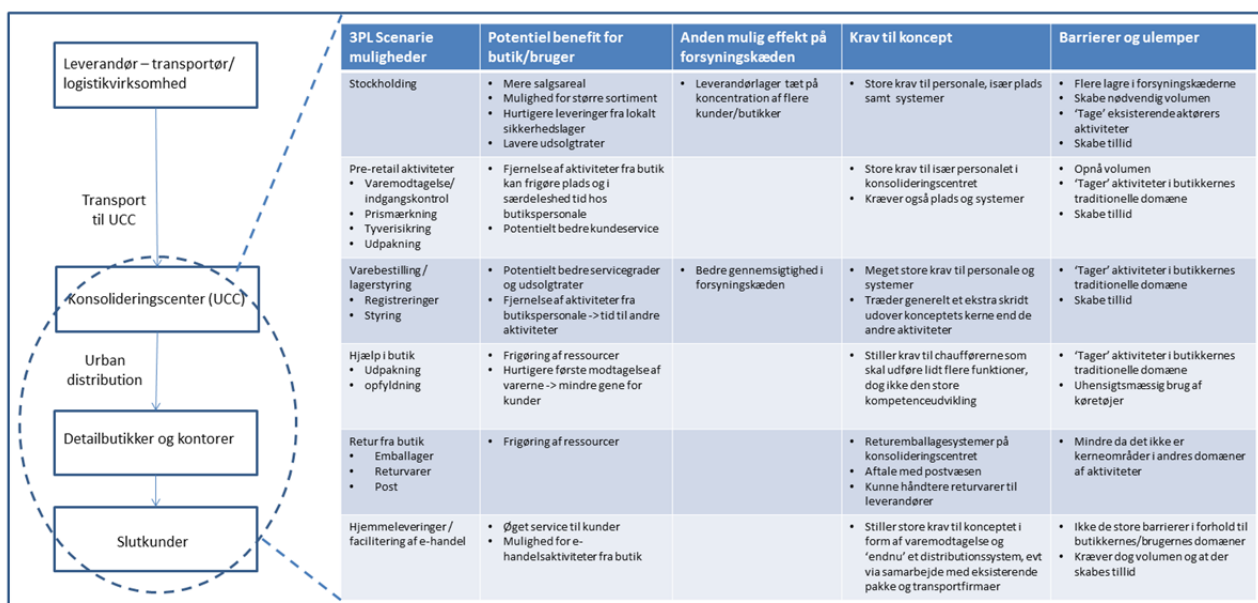 Leverandør – transportør/
logistikvirksomhed
Transport
til UCC
Konsolideringscenter (UCC)
Urban
distribution
Detailbutikker og kontorer
Slutkunder
3PL Scenarie
muligheder
Potentiel benefit for
butik/bruger
Anden mulig effekt på
forsyningskæden
Krav til koncept
Barrierer og ulemper
Stockholding
• Mere salgsareal
• Mulighed for større sortiment
• Hurtigere leveringer fra lokalt
sikkerhedslager
• Lavere udsolgtrater
• Leverandørlager tæt på
koncentration af flere
kunder/butikker
• Store krav til personale, især plads
samt systemer
• Flere lagre i forsyningskæderne
• Skabe nødvendig volumen
• 'Tage' eksisterende aktørers
aktiviteter
• Skabe tillid
Pre-retail aktiviteter
• Varemodtagelse/
indgangskontrol
• Prismærkning
• Tyverisikring
• Udpakning
• Fjernelse af aktiviteter fra butik
kan frigøre plads og i
særdeleshed tid hos
butikspersonale
• Potentielt bedre kundeservice
• Store krav til især personalet i
konsolideringscentret
• Kræver også plads og systemer
• Opnå volumen
• 'Tager' aktiviteter i butikkernes
traditionelle domæne
• Skabe tillid
Varebestilling /
lagerstyring
• Registreringer
• Styring
• Potentielt bedre servicegrader
og udsolgtrater
• Fjernelse af aktiviteter fra
butikspersonale -> tid til andre
aktiviteter
• Bedre gennemsigtighed i
forsyningskæden
• Meget store krav til personale og
systemer
• Træder generelt et ekstra skridt
udover konceptets kerne end de
andre aktiviteter
• 'Tager' aktiviteter i butikkernes
traditionelle domæne
• Skabe tillid
Hjælp i butik
• Udpakning
• opfyldning
• Frigøring af ressourcer
• Hurtigere første modtagelse af
varerne -> mindre gene for
kunder
• Stiller krav til chaufførerne som
skal udføre lidt flere funktioner,
dog ikke den store
kompetenceudvikling
• 'Tager' aktiviteter i butikkernes
traditionelle domæne
• Uhensigtsmæssig brug af
køretøjer
Retur fra butik
• Emballager
• Returvarer
• Post
• Frigøring af ressourcer
• Returemballagesystemer på
konsolideringscentret
• Aftale med postvæsen
• Kunne håndtere returvarer til
leverandører
• Mindre da det ikke er
kerneområder i andres domæner
af aktiviteter
Hjemmeleveringer /
facilitering af e-handel
• Øget service til kunder
• Mulighed for e-
handelsaktiviteter fra butik
• Stiller store krav til konceptet i
form af varemodtagelse og
'endnu' et distributionssystem, evt
via samarbejde med eksisterende
pakke og transportfirmaer
• Ikke de store barrierer i forhold til
butikkernes/brugernes domæner
• Kræver dog volumen og at der
skabes tillid